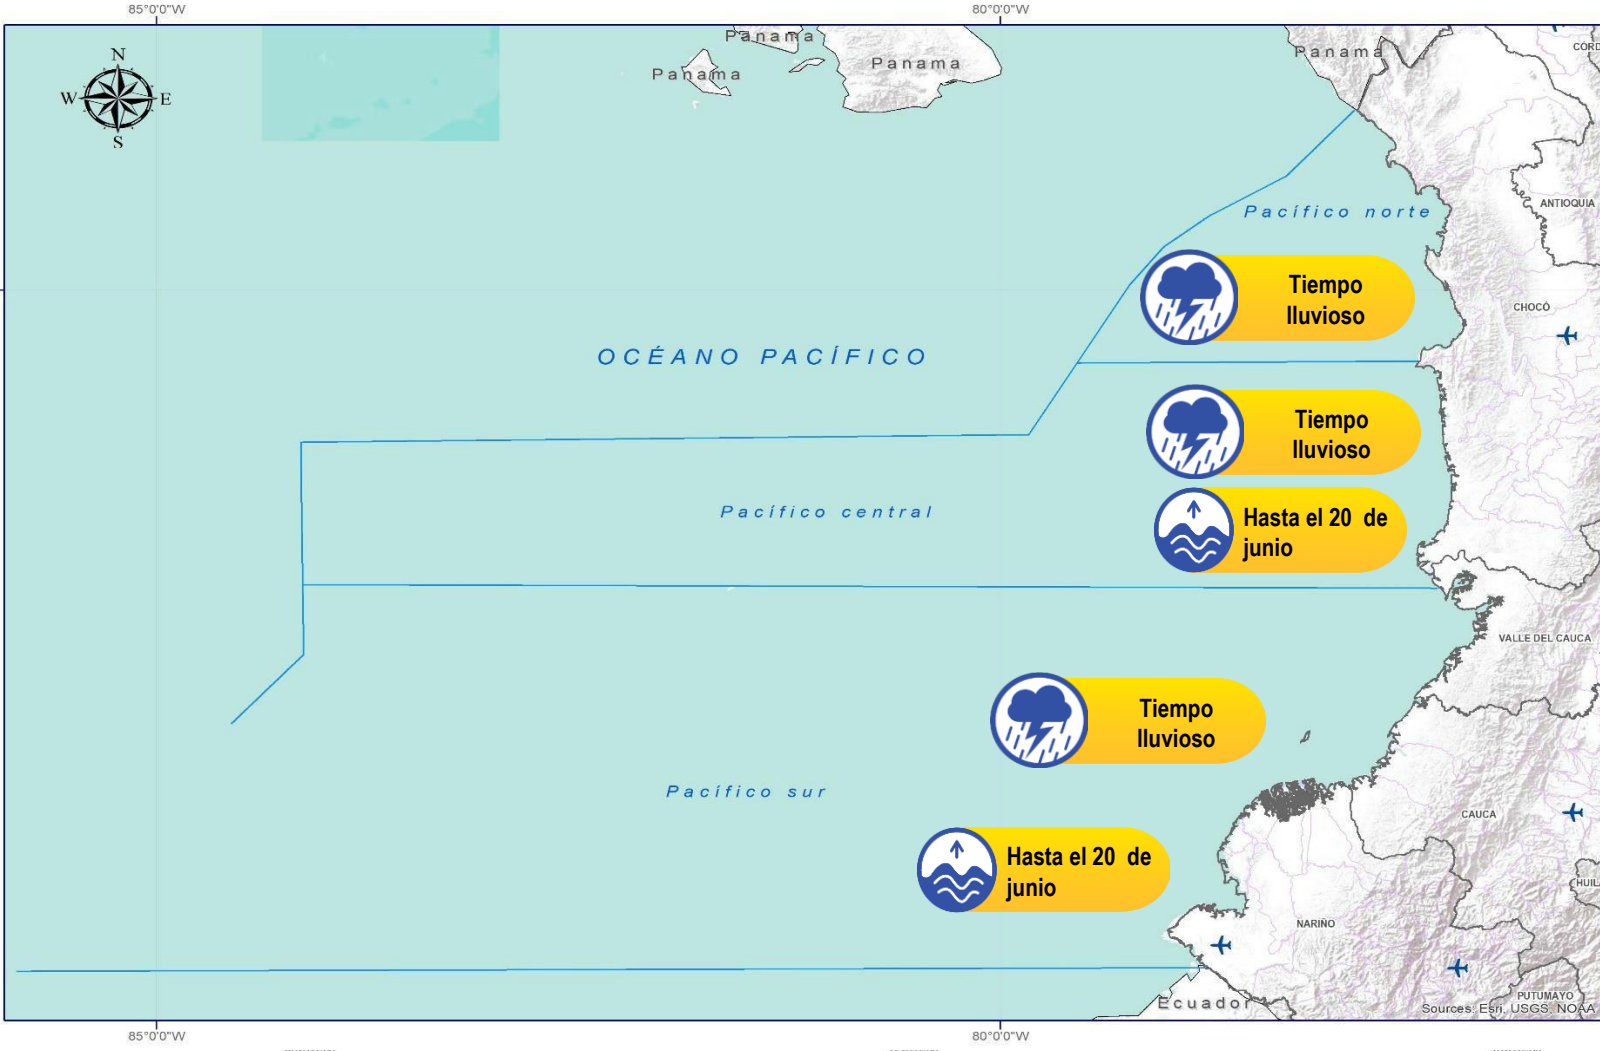 85°0'0"W
80°0'0"W
N
W
E
S
Panama
Panama
Panama
Panama
ANTIOQUIA
Pacífico norte
Tiempo
lluvioso
CHOCÓ
OCÉANO PACÍFICO
Tiempo
lluvioso
Pacífico central
Hasta el 20 de
junio
VALLE DEL CAUCA
Tiempo
lluvioso
Pacífico sur
CAUCA
Hasta el 20 de
junio
HUIL
NARIÑO
PUTUMAYO
Ecuador
Sources: Esri, USGS, NOAA
85°0'0"W
80°0'0"W